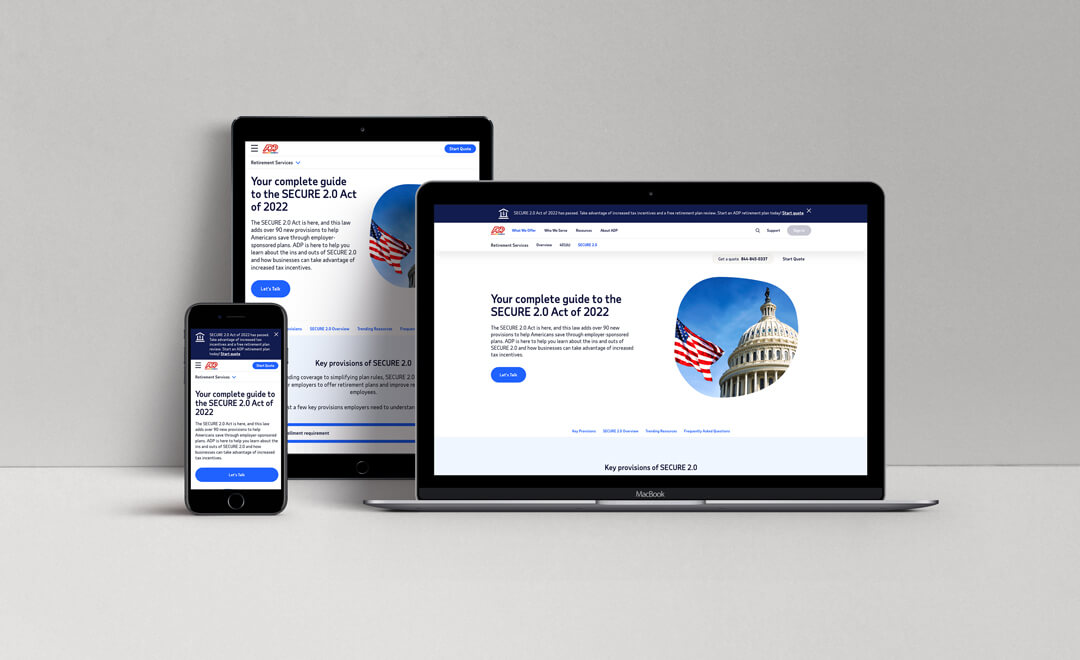 ADP
Start Quote
Retirement Services
Your complete guide
to the SECURE 2.0 Act
of 2022
The SECURE 2.0 Act is here, and this law
adds over 90 new provisions to help
Americans save through employer-
sponsored plans. ADP is here to help you
learn about the ins and outs of SECURE 2.0
and how businesses can take advantage of
increased tax incentives.
Let's Talk
SECURE 2.0 Overview Trending Resources
Key provisions of SECURE 2.0
coverage to simplifying plan rules, SECURE 2.0
employers to offer retirement plans and improve
employees.
a few key provisions employers need to understand
requirement
SECURE 2.0 Act of 2022 has passed.
Take advantage of increased tax
incentives and a free retirement plan
review. Start an ADP retirement plan
today! Start quote
ADP
Start Quote
Retirement Services
Your complete guide to
the SECURE 2.0 Act of
2022
The SECURE 2.0 Act is here, and this law
adds over 90 new provisions to help
Americans save through employer-sponsored
plans. ADP is here to help you learn about the
ins and outs of SECURE 2.0 and how
businesses can take advantage of increased
tax incentives.
Let's Talk
SECURE 2.0 Act of 2022 has passed. Take advantage of increased tax incentives and a free retirement plan review. Start an ADP retirement plan today! Start quote
ADP What We Offer Who We Serve Resources About ADP Support Sign In
Retirement Services Overview 401(k) SECURE 2.0
Get a quote 844-845-0337 Start Quote
Your complete guide to the
SECURE 2.0 Act of 2022
The SECURE 2.0 Act is here, and this law adds over 90 new
provisions to help Americans save through employer-sponsored
plans. ADP is here to help you learn about the ins and outs of
SECURE 2.0 and how businesses can take advantage of increased
tax incentives.
Let's Talk
Key Provisions SECURE 2.0 Overview Trending Resources Frequently Asked Questions
Key provisions of SECURE 2.0
MacBook